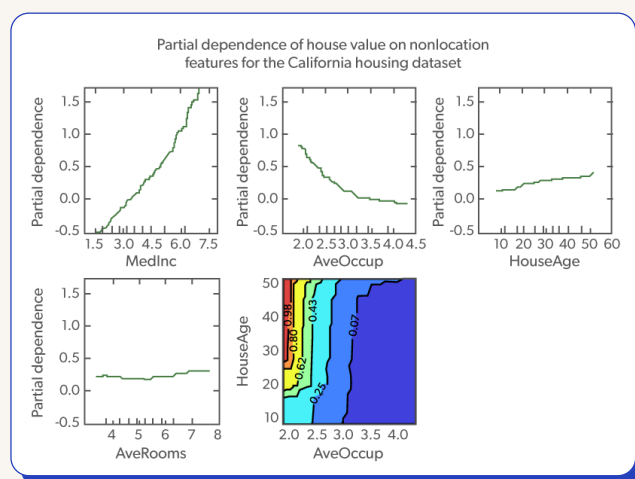 Partial dependence of house value on nonlocation
features for the California housing dataset
Partial dependence
1.5
1.0
0.5
0.0
-0.5
1.5 3.0 4.5 6.0 7.5
MedInc
Partial dependence
1.5
1.0
0.5
0.0
-0.5
2.0 2.5 3.0 3.5 4.0 4.5
AveOccup
Partial dependence
1.5
1.0
0.5
0.0
-0.5
10 20 30 40 50 60
HouseAge
Partial dependence
1.5
1.0
0.5
0.0
-0.5
4 5 6 7 8
AveRooms
HouseAge
50
40
30
20
10
0.98
0.80
0.62
0.43
0.25
0.07
2.0 2.5 3.0 3.5 4.0
AveOccup